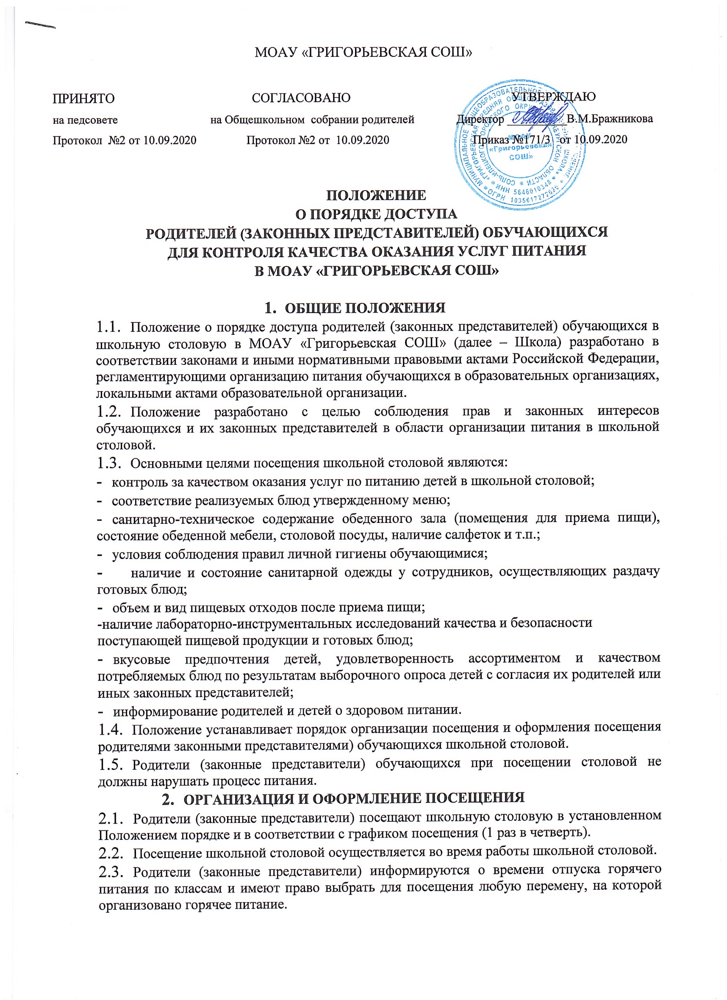 МОАУ «ГРИГОРЬЕВСКАЯ СОШ»
ПРИНЯТО СОГЛАСОВАНО УТВЕРЖДАЮ
на педсовете на Общешкольном собрании родителей Директор __________ В.М.Бражникова
Протокол №2 от 10.09.2020 Протокол №2 от 10.09.2020 Приказ №171/3 от 10.09.2020
МОАУ
«Григорьевская
СОШ»
СОЛЬ-ИЛЕЦКОГО ГОРОДСКОГО ОКРУГА ОРЕНБУРГСКОЙ ОБЛАСТИ
ИНН 5646010348
ОГРН 1035617272020
ПОЛОЖЕНИЕ
О ПОРЯДКЕ ДОСТУПА
РОДИТЕЛЕЙ (ЗАКОННЫХ ПРЕДСТАВИТЕЛЕЙ) ОБУЧАЮЩИХСЯ
ДЛЯ КОНТРОЛЯ КАЧЕСТВА ОКАЗАНИЯ УСЛУГ ПИТАНИЯ
В МОАУ «ГРИГОРЬЕВСКАЯ СОШ»
1. ОБЩИЕ ПОЛОЖЕНИЯ
1.1. Положение о порядке доступа родителей (законных представителей) обучающихся в
школьную столовую в МОАУ «Григорьевская СОШ» (далее – Школа) разработано в
соответствии законами и иными нормативными правовыми актами Российской Федерации,
регламентирующими организацию питания обучающихся в образовательных организациях,
локальными актами образовательной организации.
1.2. Положение разработано с целью соблюдения прав и законных интересов
обучающихся и их законных представителей в области организации питания в школьной
столовой.
1.3. Основными целями посещения школьной столовой являются:
- контроль за качеством оказания услуг по питанию детей в школьной столовой;
- соответствие реализуемых блюд утвержденному меню;
- санитарно-техническое содержание обеденного зала (помещения для приема пищи),
состояние обеденной мебели, столовой посуды, наличие салфеток и т.п.;
- условия соблюдения правил личной гигиены обучающимися;
- наличие и состояние санитарной одежды у сотрудников, осуществляющих раздачу
готовых блюд;
- объем и вид пищевых отходов после приема пищи;
-наличие лабораторно-инструментальных исследований качества и безопасности
поступающей пищевой продукции и готовых блюд;
- вкусовые предпочтения детей, удовлетворенность ассортиментом и качеством
потребляемых блюд по результатам выборочного опроса детей с согласия их родителей или
иных законных представителей;
- информирование родителей и детей о здоровом питании.
1.4. Положение устанавливает порядок организации посещения и оформления посещения
родителями законными представителями) обучающихся школьной столовой.
1.5. Родители (законные представители) обучающихся при посещении столовой не
должны нарушать процесс питания.
2. ОРГАНИЗАЦИЯ И ОФОРМЛЕНИЕ ПОСЕЩЕНИЯ
2.1. Родители (законные представители) посещают школьную столовую в установленном
Положением порядке и в соответствии с графиком посещения (1 раз в четверть).
2.2. Посещение школьной столовой осуществляется во время работы школьной столовой.
2.3. Родители (законные представители) информируются о времени отпуска горячего
питания по классам и имеют право выбрать для посещения любую перемену, на которой
организовано горячее питание.